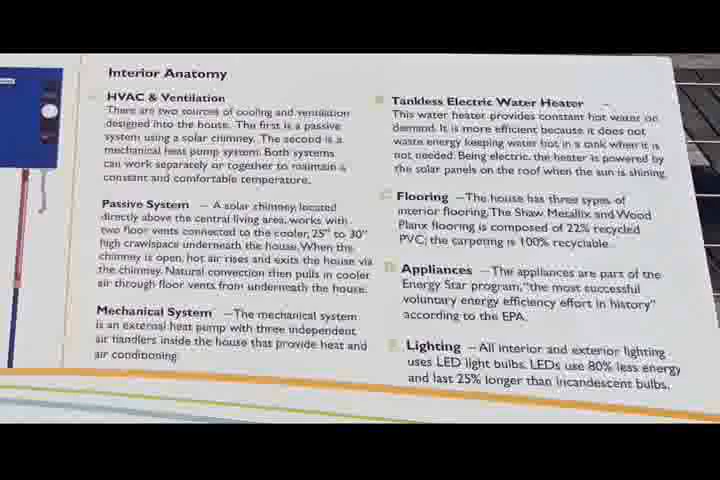 Interior Anatomy
HVAC & Ventilation
There are two sources of cooling and ventilation
designed into the house. The first is a passive
system using a solar chimney. The second is a
mechanical heat pump system. Both systems
can work separately or together to maintain a
constant and comfortable temperature.
Passive System – A solar chimney, located
directly above the central living area, works with
two floor vents connected to the cooler, 25" to 30"
high crawlspace underneath the house. When the
chimney is open, hot air rises and exits the house via
the chimney. Natural convection then pulls in cooler
air through floor vents from underneath the house.
Mechanical System – The mechanical system
is an external heat pump with three independent
air handlers inside the house that provide heat and
air conditioning.
Tankless Electric Water Heater –
This water heater provides constant hot water on
demand. It is more efficient because it does not
waste energy keeping water hot in a tank when it is
not needed. Being electric, the heater is powered by
the solar panels on the roof when the sun is shining.
Flooring – The house has three types of
interior flooring. The Shaw Metallix and Wood
Planx flooring is composed of 22% recycled
PVC; the carpeting is 100% recyclable.
Appliances – The appliances are part of the
Energy Star program, "the most successful
voluntary energy efficiency effort in history"
according to the EPA.
Lighting – All interior and exterior lighting
uses LED light bulbs. LEDs use 80% less energy
and last 25% longer than incandescent bulbs.